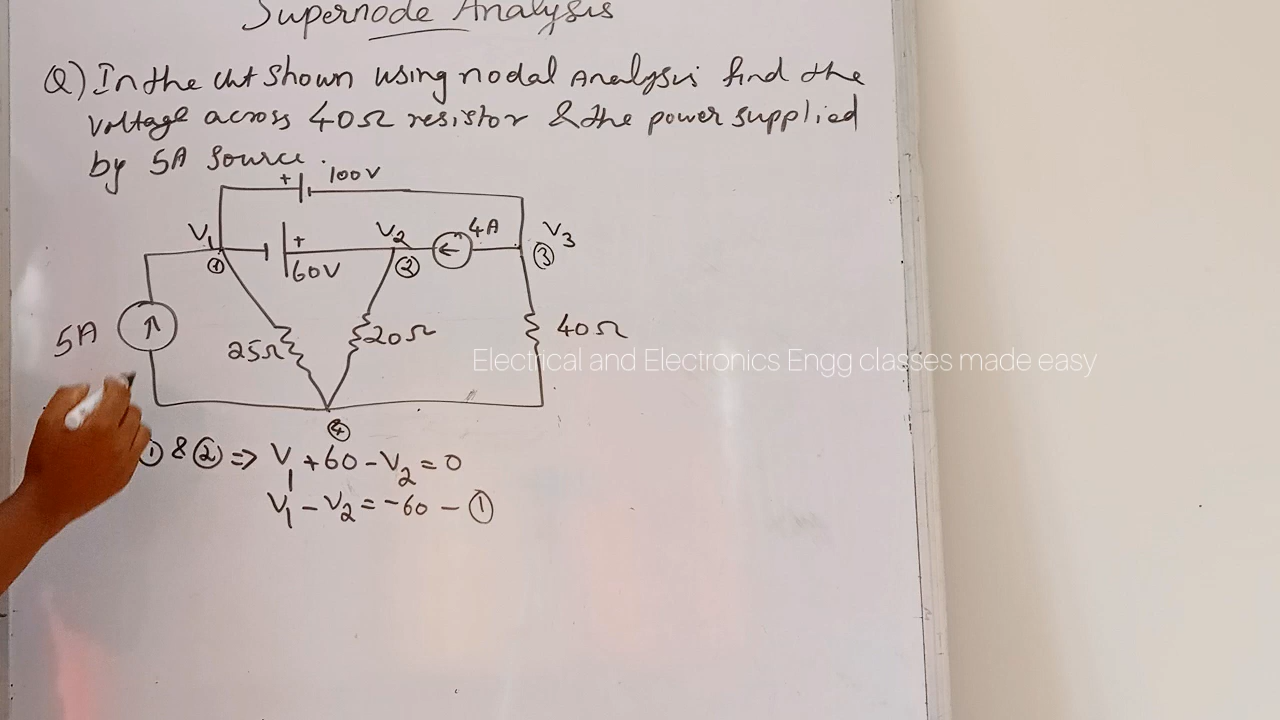 Supernode Analysis
Q) In the ckt shown using nodal Analysis find the
voltage across 40Ω resistor & the power supplied
by 5A source.
+ 100V
V1 + V2 4A V3
① 60V ② ③
5A 25Ω 20Ω 40Ω
Electrical and Electronics Engg classes made easy
④
① & ② => V1 + 60 - V2 = 0
V1 - V2 = -60 - ①